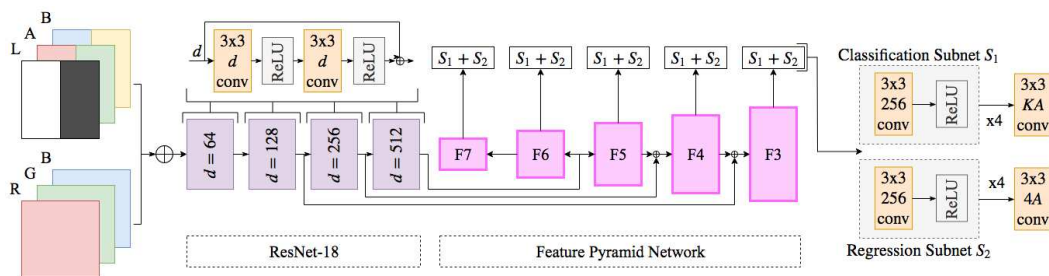 B
A
L
B
G
R
d
3x3
d
conv
ReLU
3x3
d
conv
ReLU
d = 64
d = 128
d = 256
d = 512
ResNet-18
S₁ + S₂
S₁ + S₂
S₁ + S₂
S₁ + S₂
S₁ + S₂
F7
F6
F5
F4
F3
Feature Pyramid Network
Classification Subnet S₁
3x3
256
conv
ReLU
x4
3x3
KA
conv
3x3
256
conv
ReLU
x4
3x3
4A
conv
Regression Subnet S₂